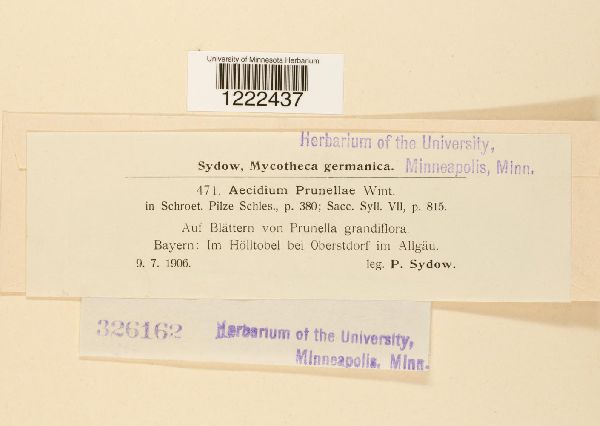 University of Minnesota Herbarium
1222437
Herbarium of the University,
Minneapolis, Minn.
Sydow, Mycotheca germanica.
471. Aecidium Prunellae Wint.
in Schroet. Pilze Schles., p. 380; Sacc. Syll. VII, p. 815.
Auf Blättern von Prunella grandiflora.
Bayern: Im Hölltobel bei Oberstdorf im Allgäu.
9. 7. 1906. leg. P. Sydow.
326162
Herbarium of the University,
Minneapolis, Minn.